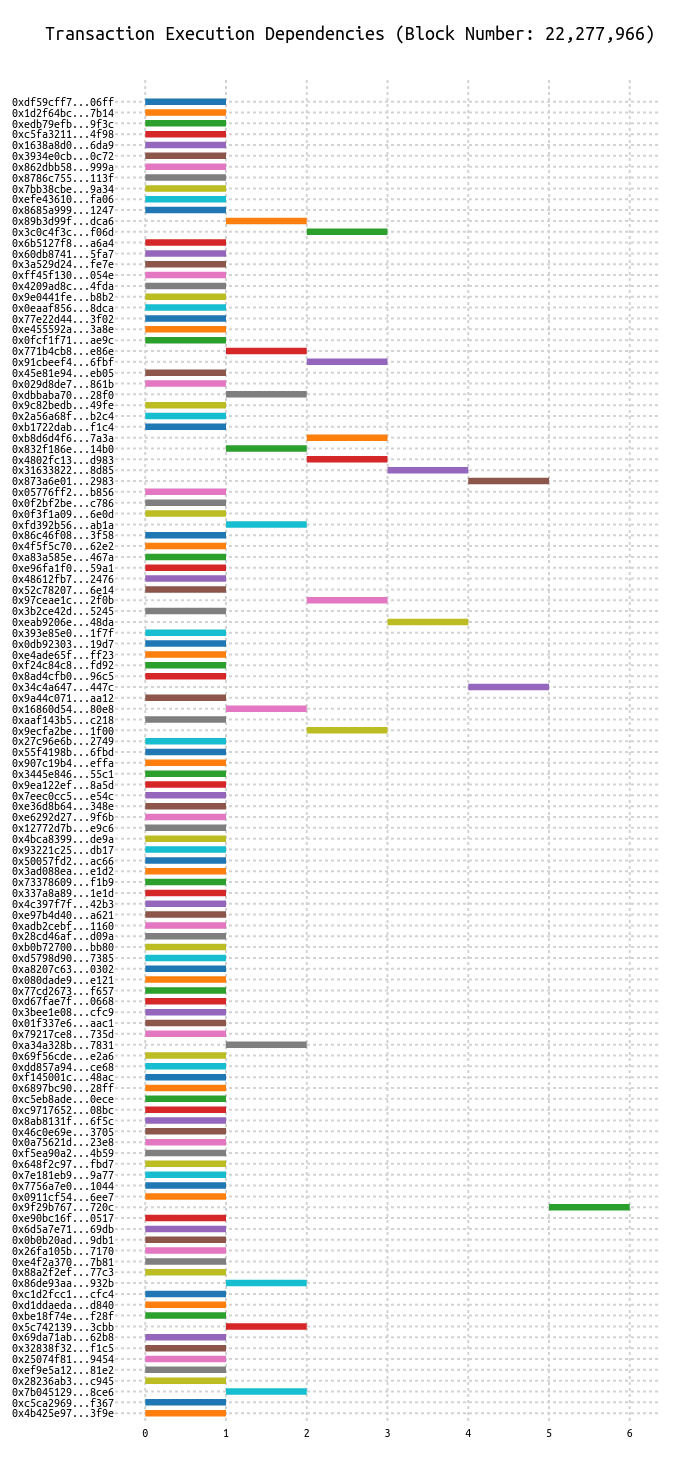 Transaction Execution Dependencies (Block Number: 22,277,966)
0xdf59cff7...06ff
0x1d2f64bc...7b14
0xedb79efb...9f3c
0xc5fa3211...4f98
0x1638a8d0...6da9
0x3934e0cb...0c72
0x862dbb58...999a
0x8786c755...113f
0x7bb38cbe...9a34
0xefe43610...fa06
0x8685a999...1247
0x89b3d99f...dca6
0x3c0c4f3c...f06d
0x6b5127f8...a6a4
0x60db8741...5fa7
0x3a529d24...fe7e
0xff45f130...054e
0x4209ad8c...4fda
0x9e0441fe...b8b2
0x0eaaf856...8dca
0x77e22d44...3f02
0xe455592a...3a8e
0x0fcf1f71...ae9c
0x771b4cb8...e86e
0x91cbeef4...6fbf
0x45e81e94...eb05
0x029d8de7...861b
0xdbbaba70...28f0
0x9c82bedb...49fe
0x2a56a68f...b2c4
0xb1722dab...f1c4
0xb8d6d4f6...7a3a
0x832f186e...14b0
0x4802fc13...d983
0x31633822...8d85
0x873a6e01...2983
0x05776ff2...b856
0x0f2bf2be...c786
0x0f3f1a09...6e0d
0xfd392b56...ab1a
0x86c46f08...3f58
0x4f5f5c70...62e2
0xa83a585e...467a
0xe96fa1f0...59a1
0x48612fb7...2476
0x52c78207...6e14
0x97ceae1c...2f0b
0x3b2ce42d...5245
0xeab9206e...48da
0x393e85e0...1f7f
0x0db92303...19d7
0xe4ade65f...ff23
0xf24c84c8...fd92
0x8ad4cfb0...96c5
0x34c4a647...447c
0x9a44c071...aa12
0x16860d54...80e8
0xaaf143b5...c218
0x9ecfa2be...1f00
0x27c96e6b...2749
0x55f4198b...6fbd
0x907c19b4...effa
0x3445e846...55c1
0x9ea122ef...8a5d
0x7eec0cc5...e54c
0xe36d8b64...348e
0xe6292d27...9f6b
0x12772d7b...e9c6
0x4bca8399...de9a
0x93221c25...db17
0x50057fd2...ac66
0x3ad088ea...e1d2
0x73378609...f1b9
0x337a8a89...1e1d
0x4c397f7f...42b3
0xe97b4d40...a621
0xadb2cebf...1160
0x28cd46af...d09a
0xb0b72700...bb80
0xd5798d90...7385
0xa8207c63...0302
0x080dade9...e121
0x77cd2673...f657
0xd67fae7f...0668
0x3bee1e08...cfc9
0x01f337e6...aac1
0x79217ce8...735d
0xa34a328b...7831
0x69f56cde...e2a6
0xdd857a94...ce68
0xf145001c...48ac
0x6897bc90...28ff
0xc5eb8ade...0ece
0xc9717652...08bc
0x8ab8131f...6f5c
0x46c0e69e...3705
0x0a75621d...23e8
0xf5ea90a2...4b59
0x648f2c97...fbd7
0x7e181eb9...9a77
0x7756a7e0...1044
0x0911cf54...6ee7
0x9f29b767...720c
0xe90bc16f...0517
0x6d5a7e71...69db
0x0b0b20ad...9db1
0x26fa105b...7170
0xe4f2a370...7b81
0x88a2f2ef...77c3
0x86de93aa...932b
0xc1d2fcc1...cfc4
0xd1ddaeda...d840
0xbe18f74e...f28f
0x5c742139...3cbb
0x69da71ab...62b8
0x32838f32...f1c5
0x25074f81...9454
0xef9e5a12...81e2
0x28236ab3...c945
0x7b045129...8ce6
0xc5ca2969...f367
0x4b425e97...3f9e
0 1 2 3 4 5 6